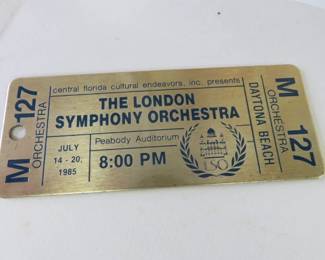 M 127
ORCHESTRA
central florida cultural endeavors, inc. presents
THE LONDON
SYMPHONY ORCHESTRA
JULY
14 - 20,
1985
Peabody Auditorium
8:00 PM
LSO
DAYTONA BEACH
ORCHESTRA
M 127